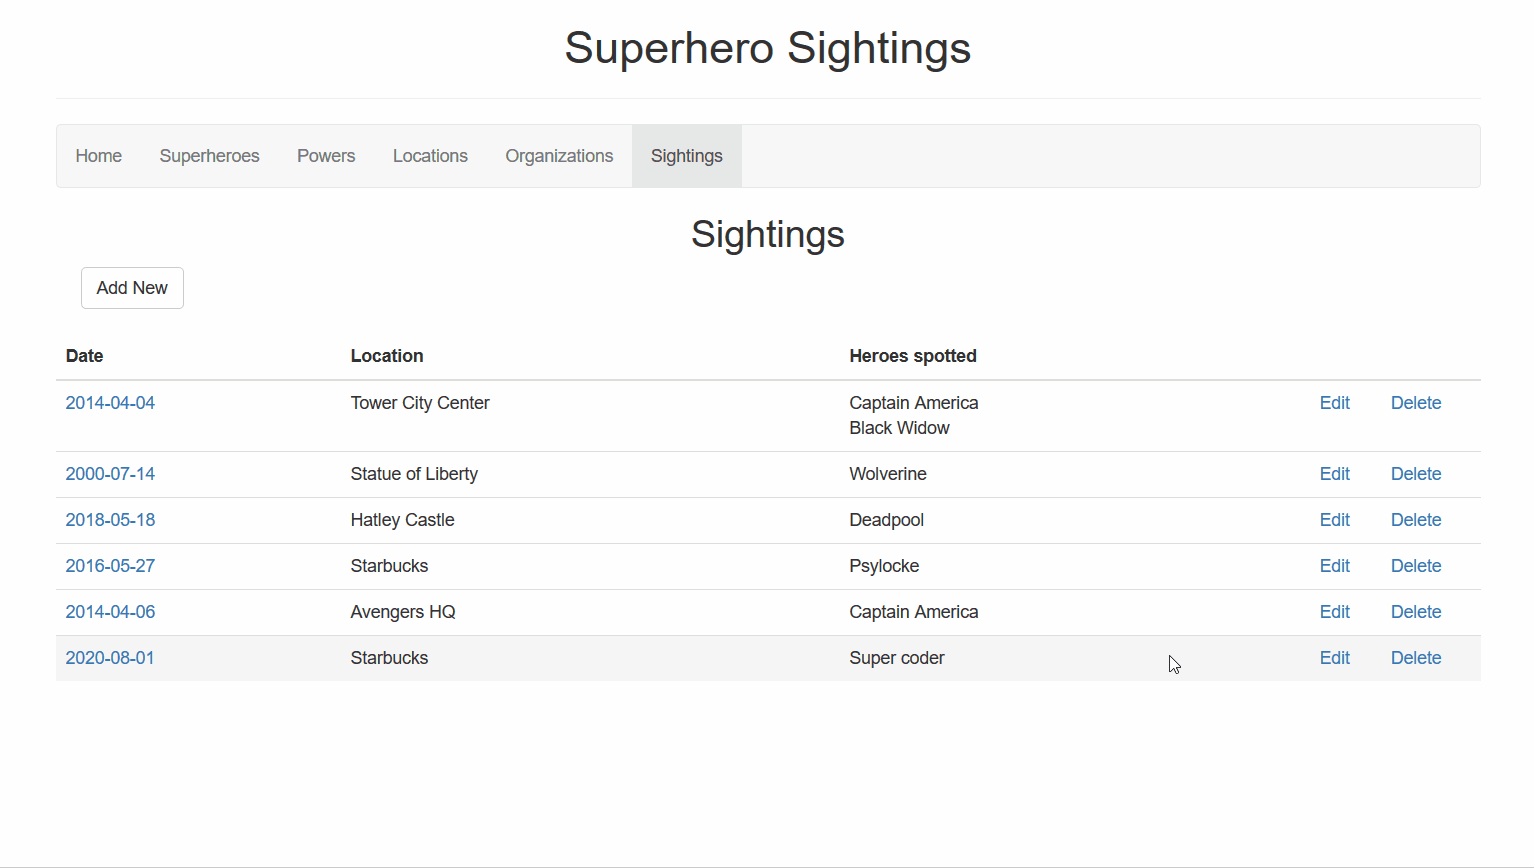 Superhero Sightings
Home Superheroes Powers Locations Organizations Sightings
Sightings
Add New
Date Location Heroes spotted
2014-04-04 Tower City Center Captain America Edit Delete
Black Widow
2000-07-14 Statue of Liberty Wolverine Edit Delete
2018-05-18 Hatley Castle Deadpool Edit Delete
2016-05-27 Starbucks Psylocke Edit Delete
2014-04-06 Avengers HQ Captain America Edit Delete
2020-08-01 Starbucks Super coder Edit Delete